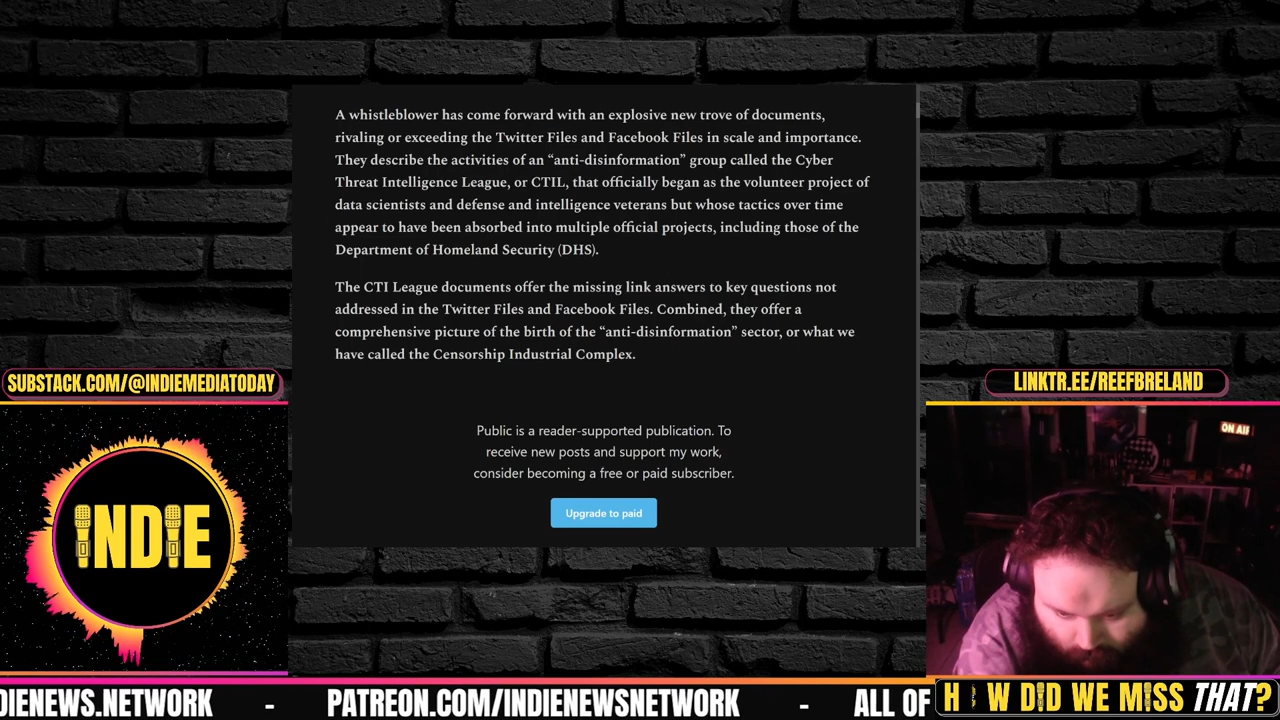 A whistleblower has come forward with an explosive new trove of documents,
rivaling or exceeding the Twitter Files and Facebook Files in scale and importance.
They describe the activities of an “anti-disinformation” group called the Cyber
Threat Intelligence League, or CTIL, that officially began as the volunteer project of
data scientists and defense and intelligence veterans but whose tactics over time
appear to have been absorbed into multiple official projects, including those of the
Department of Homeland Security (DHS).
The CTI League documents offer the missing link answers to key questions not
addressed in the Twitter Files and Facebook Files. Combined, they offer a
comprehensive picture of the birth of the “anti-disinformation” sector, or what we
have called the Censorship Industrial Complex.
Public is a reader-supported publication. To
receive new posts and support my work,
consider becoming a free or paid subscriber.
Upgrade to paid
SUBSTACK.COM/@INDIEMEDIATODAY
LINKTR.EE/REEFBRELAND
ON AIR
INDIE
DIENEWS.NETWORK - PATREON.COM/INDIENEWSNETWORK - ALL OF
HOW DID WE MISS THAT?